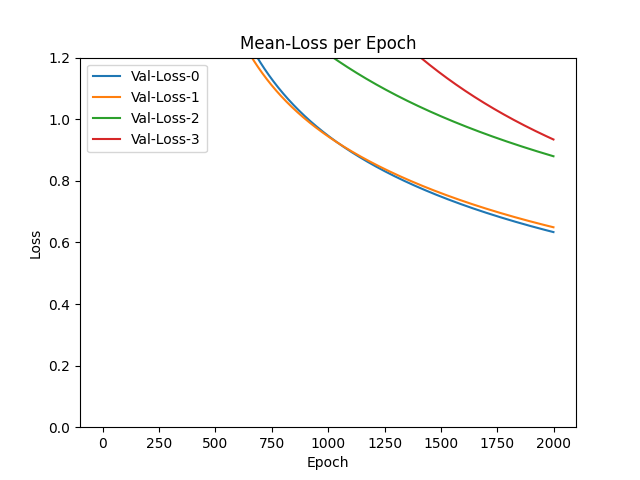 Mean-Loss per Epoch
1.2
1.0
0.8
0.6
0.4
0.2
0.0
Loss
Val-Loss-0
Val-Loss-1
Val-Loss-2
Val-Loss-3
0 250 500 750 1000 1250 1500 1750 2000
Epoch